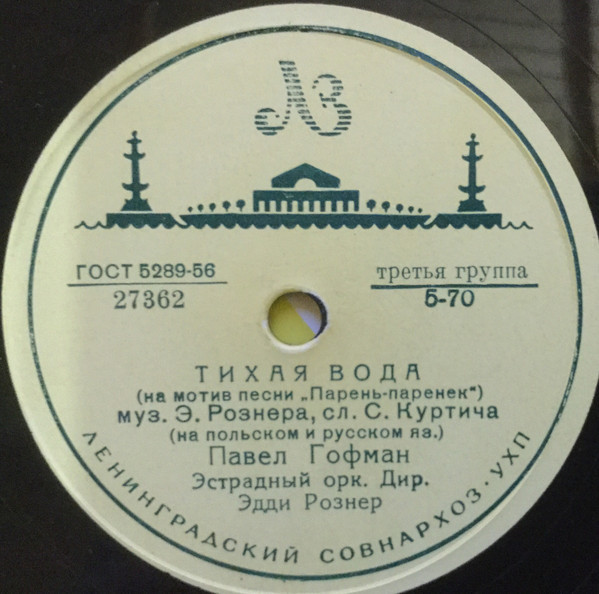 ЛЗ
ГОСТ 5289-56
27362
третья группа
5-70
ТИХАЯ ВОДА
(на мотив песни „Парень-паренек“)
муз. Э. Рознера, сл. С. Куртича
(на польском и русском яз.)
Павел Гофман
Эстрадный орк. Дир.
Эдди Рознер
ЛЕНИНГРАДСКИЙ СОВНАРХОЗ·УХП